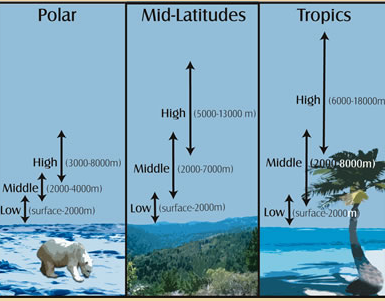 Polar
High (3000-8000m)
Middle (2000-4000m)
Low (surface-2000m)
Mid-Latitudes
High (5000-13000 m)
Middle (2000-7000m)
Low (surface-2000m)
Tropics
High (6000-18000m)
Middle (2000-8000m)
Low (surface-2000m)